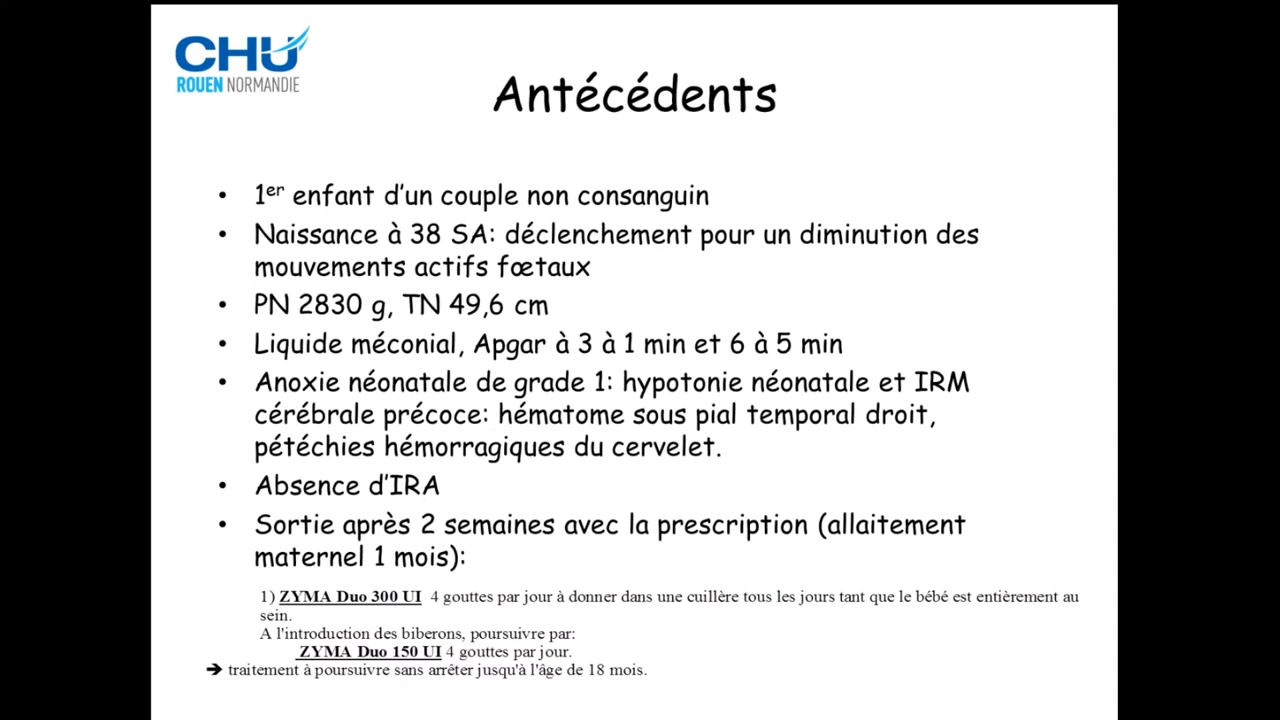 CHU
ROUEN NORMANDIE
Antécédents
• 1er enfant d'un couple non consanguin
• Naissance à 38 SA: déclenchement pour un diminution des
mouvements actifs fœtaux
• PN 2830 g, TN 49,6 cm
• Liquide méconial, Apgar à 3 à 1 min et 6 à 5 min
• Anoxie néonatale de grade 1: hypotonie néonatale et IRM
cérébrale précoce: hématome sous pial temporal droit,
pétéchies hémorragiques du cervelet.
• Absence d'IRA
• Sortie après 2 semaines avec la prescription (allaitement
maternel 1 mois):
1) ZYMA Duo 300 UI 4 gouttes par jour à donner dans une cuillère tous les jours tant que le bébé est entièrement au
sein.
A l'introduction des biberons, poursuivre par:
ZYMA Duo 150 UI 4 gouttes par jour.
➔ traitement à poursuivre sans arrêter jusqu'à l'âge de 18 mois.